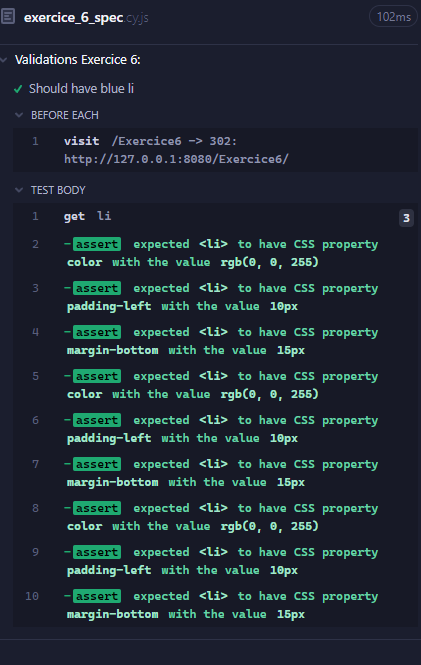 exercice_6_spec cy.js 102ms
Validations Exercice 6:
Should have blue li
BEFORE EACH
1 visit /Exercice6 -> 302:
http://127.0.0.1:8080/Exercice6/
TEST BODY
1 get li 3
2 -assert expected <li> to have CSS property
color with the value rgb(0, 0, 255)
3 -assert expected <li> to have CSS property
padding-left with the value 10px
4 -assert expected <li> to have CSS property
margin-bottom with the value 15px
5 -assert expected <li> to have CSS property
color with the value rgb(0, 0, 255)
6 -assert expected <li> to have CSS property
padding-left with the value 10px
7 -assert expected <li> to have CSS property
margin-bottom with the value 15px
8 -assert expected <li> to have CSS property
color with the value rgb(0, 0, 255)
9 -assert expected <li> to have CSS property
padding-left with the value 10px
10 -assert expected <li> to have CSS property
margin-bottom with the value 15px